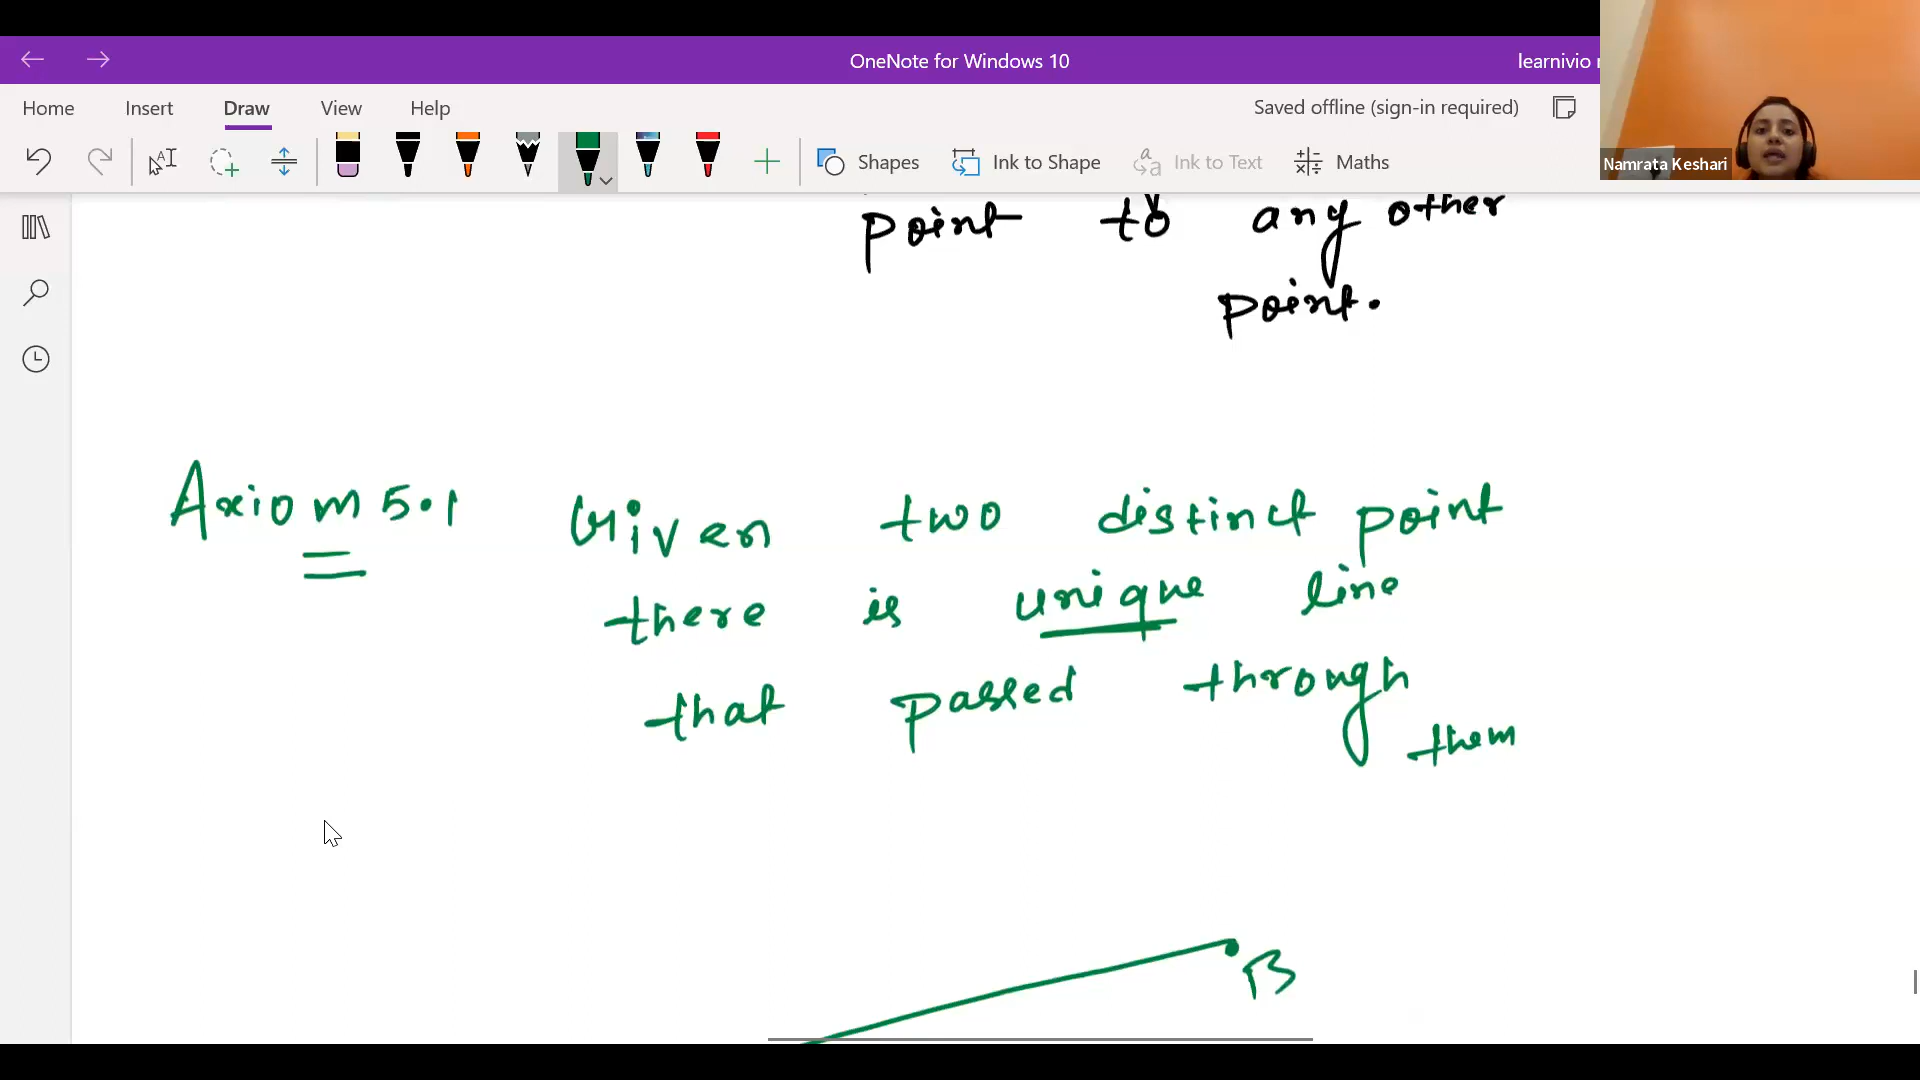 OneNote for Windows 10
learnivio
Home Insert Draw View Help
Saved offline (sign-in required)
Shapes Ink to Shape Ink to Text Maths
Namrata Keshari
point to any other
point.
Axiom 5.1 Given two distinct point
there is unique line
that passed through
them
B